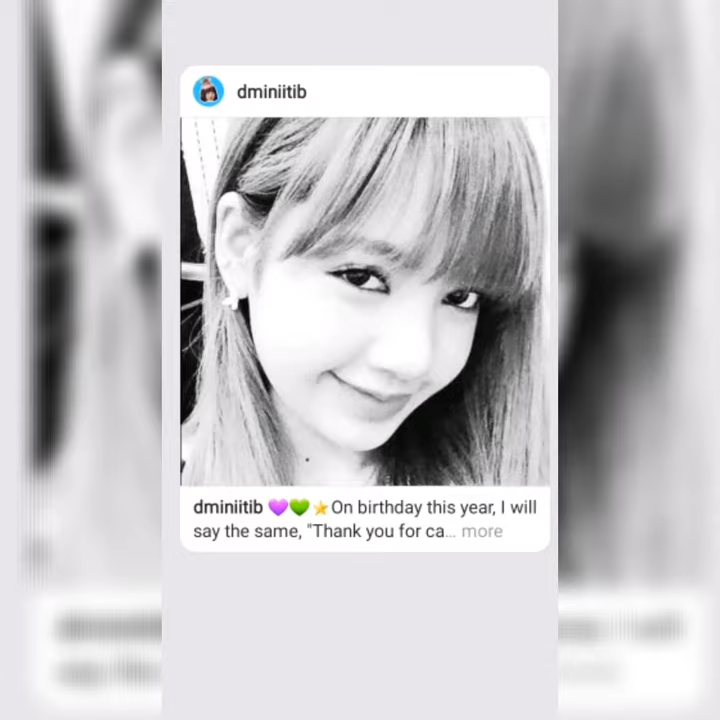 dminiitib
dminiitib 💜💚⭐On birthday this year, I will
say the same, "Thank you for ca... more